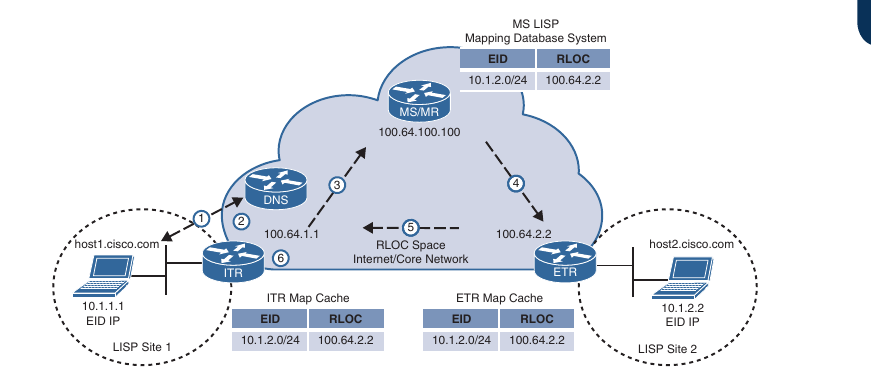 MS LISP
Mapping Database System
EID RLOC
10.1.2.0/24 100.64.2.2
MS/MR
100.64.100.100
3
4
DNS
1
2
100.64.1.1
5
100.64.2.2
RLOC Space
Internet/Core Network
host1.cisco.com
host2.cisco.com
ITR
6
ETR
10.1.1.1
EID IP
10.1.2.2
EID IP
LISP Site 1
LISP Site 2
ITR Map Cache
EID RLOC
10.1.2.0/24 100.64.2.2
ETR Map Cache
EID RLOC
10.1.2.0/24 100.64.2.2